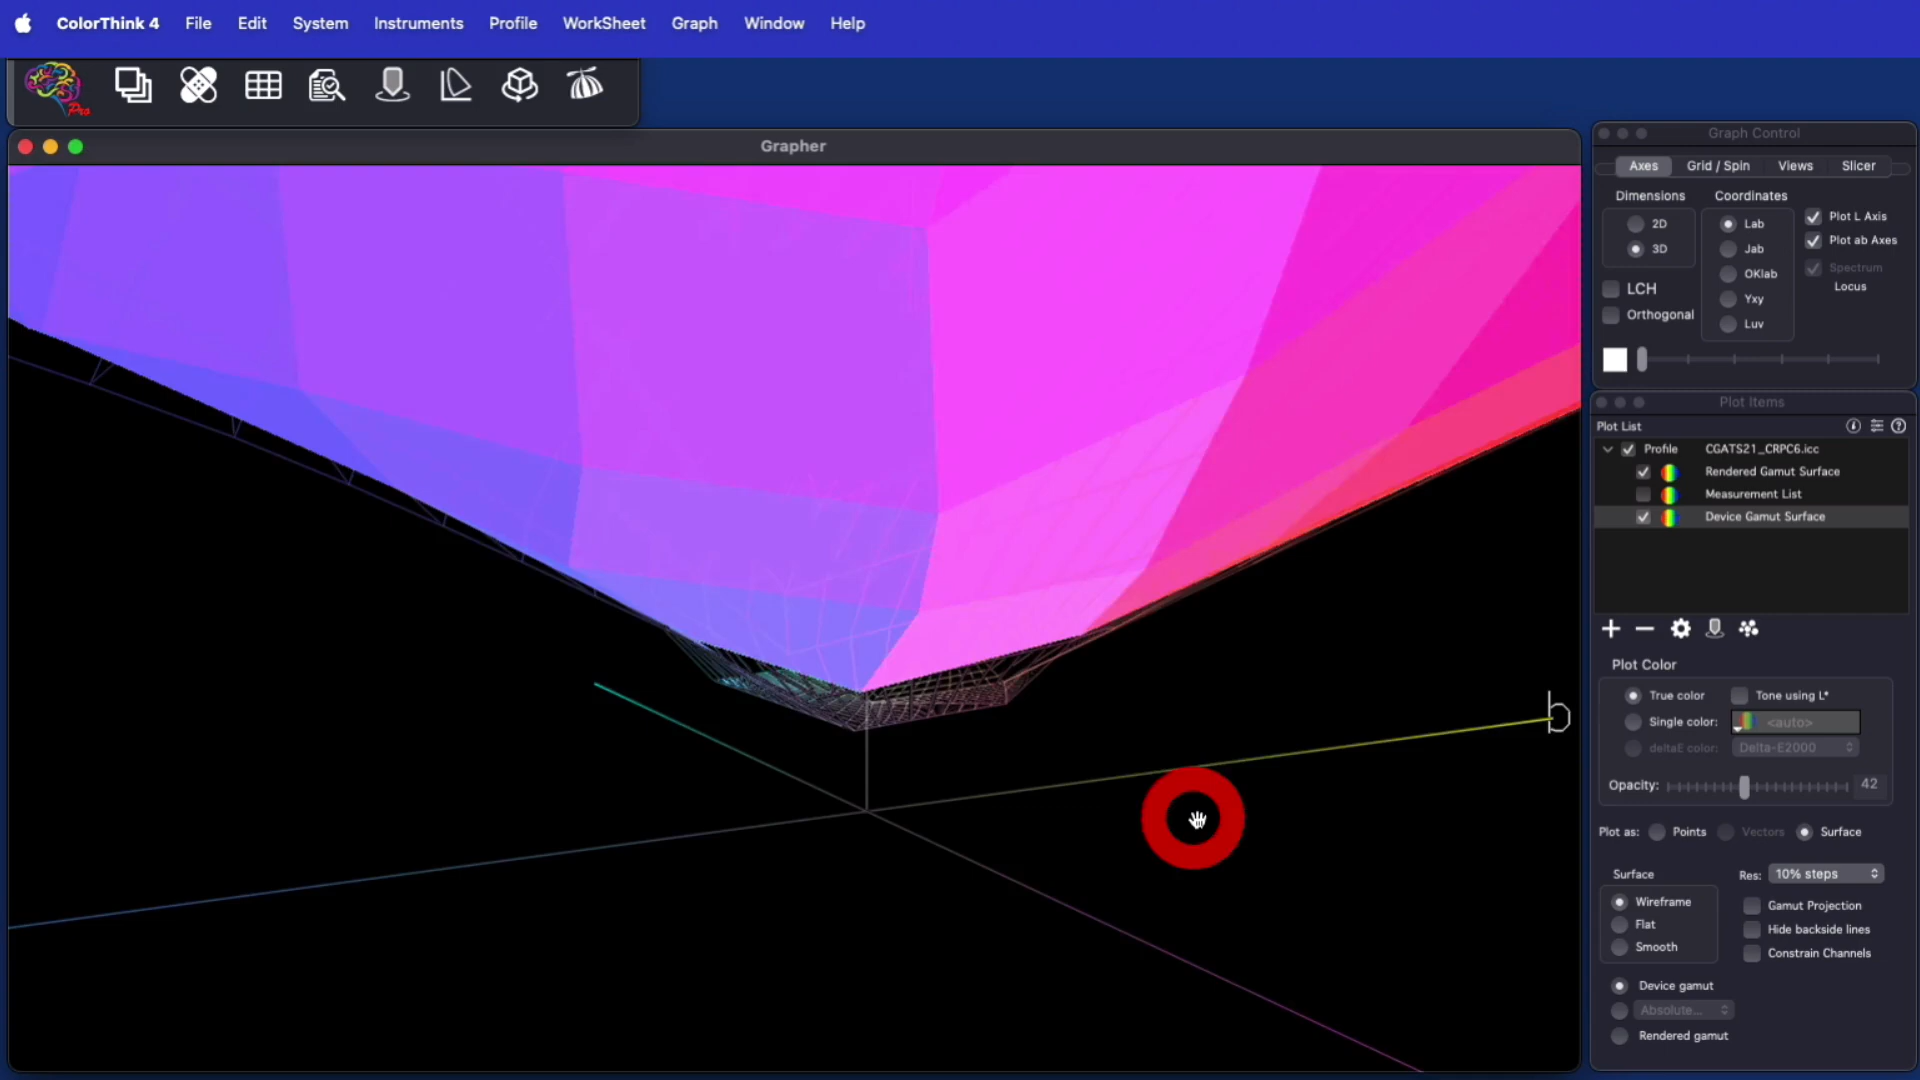 ColorThink 4 File Edit System Instruments Profile WorkSheet Graph Window Help
Pro
Grapher
b
Graph Control
Axes Grid / Spin Views Slicer
Dimensions Coordinates
2D Lab Plot L Axis
3D Jab Plot ab Axes
OKlab Spectrum
LCH Yxy Locus
Orthogonal Luv
Plot Items
Plot List
Profile CGATS21_CRPC6.icc
Rendered Gamut Surface
Measurement List
Device Gamut Surface
Plot Color
True color Tone using L*
Single color: <auto>
deltaE color: Delta-E2000
Opacity: 42
Plot as: Points Vectors Surface
Surface Res: 10% steps
Wireframe Gamut Projection
Flat Hide backside lines
Smooth Constrain Channels
Device gamut
Absolute...
Rendered gamut